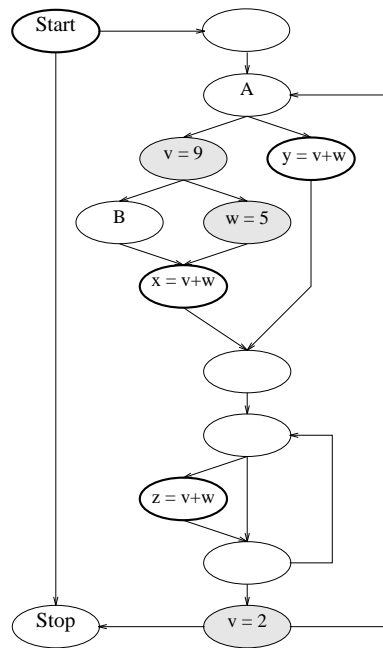 Start
A
v = 9
y = v+w
B
w = 5
x = v+w
z = v+w
Stop
v = 2